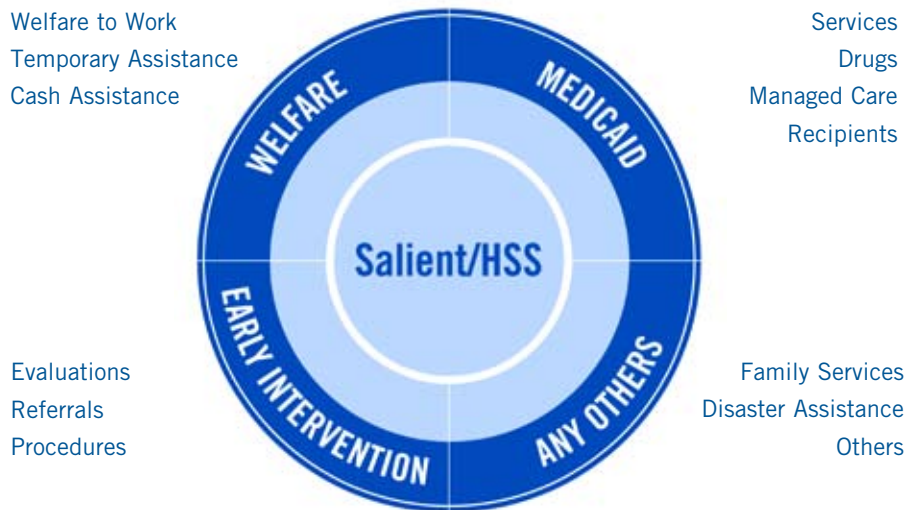 Welfare to Work
Temporary Assistance
Cash Assistance
Services
Drugs
Managed Care
Recipients
WELFARE
MEDICAID
Salient/HSS
EARLY INTERVENTION
ANY OTHERS
Evaluations
Referrals
Procedures
Family Services
Disaster Assistance
Others